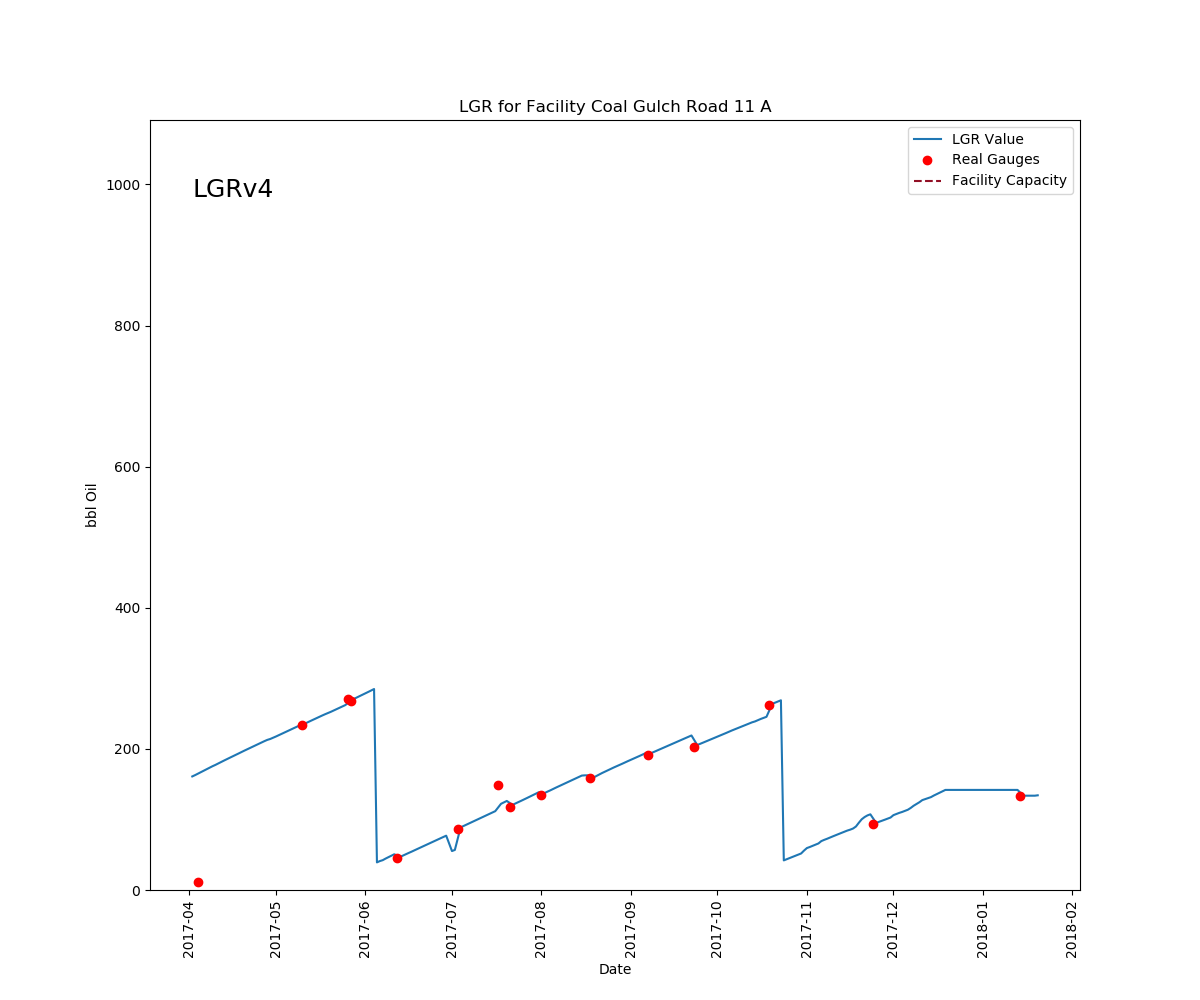 LGR for Facility Coal Gulch Road 11 A
LGRv4
LGR Value
Real Gauges
Facility Capacity
1000
800
600
400
200
0
bbl Oil
2017-04
2017-05
2017-06
2017-07
2017-08
2017-09
2017-10
2017-11
2017-12
2018-01
2018-02
Date